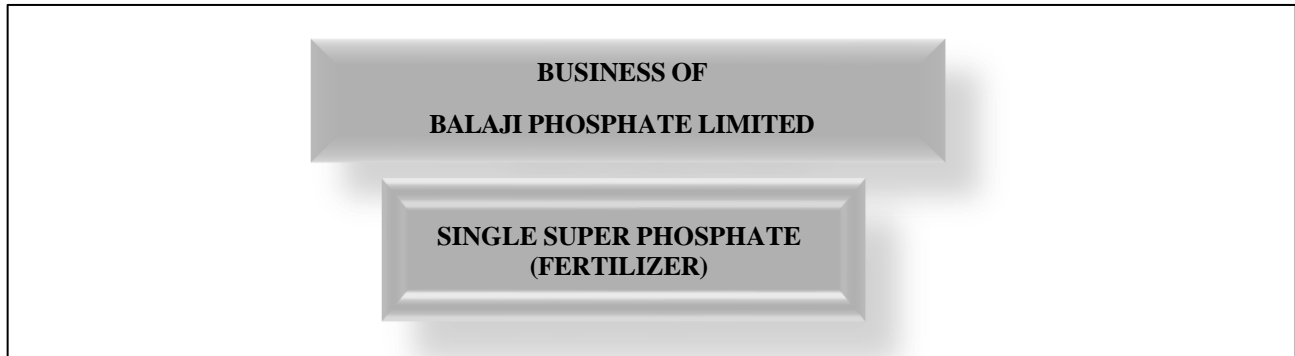 BUSINESS OF
BALAJI PHOSPHATE LIMITED
SINGLE SUPER PHOSPHATE
(FERTILIZER)